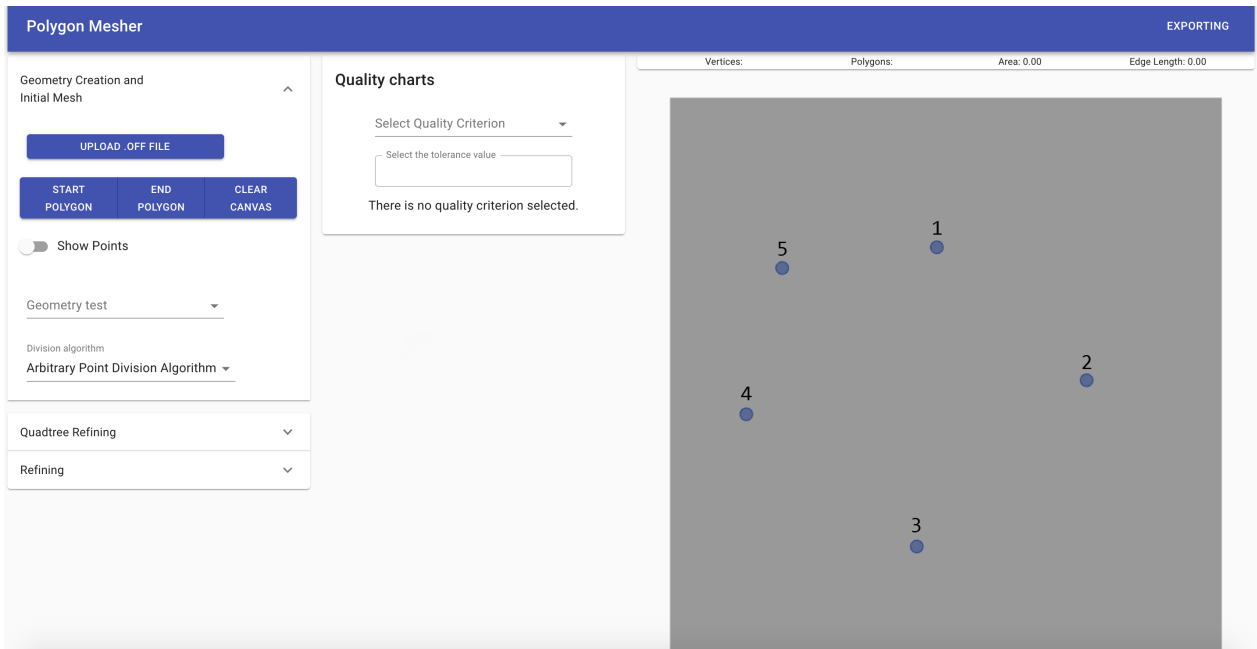 Polygon Mesher
EXPORTING
Geometry Creation and
Initial Mesh
UPLOAD .OFF FILE
START
POLYGON
END
POLYGON
CLEAR
CANVAS
Show Points
Geometry test
Division algorithm
Arbitrary Point Division Algorithm
Quadtree Refining
Refining
Quality charts
Select Quality Criterion
Select the tolerance value
There is no quality criterion selected.
Vertices: Polygons: Area: 0.00 Edge Length: 0.00
1
5
2
4
3